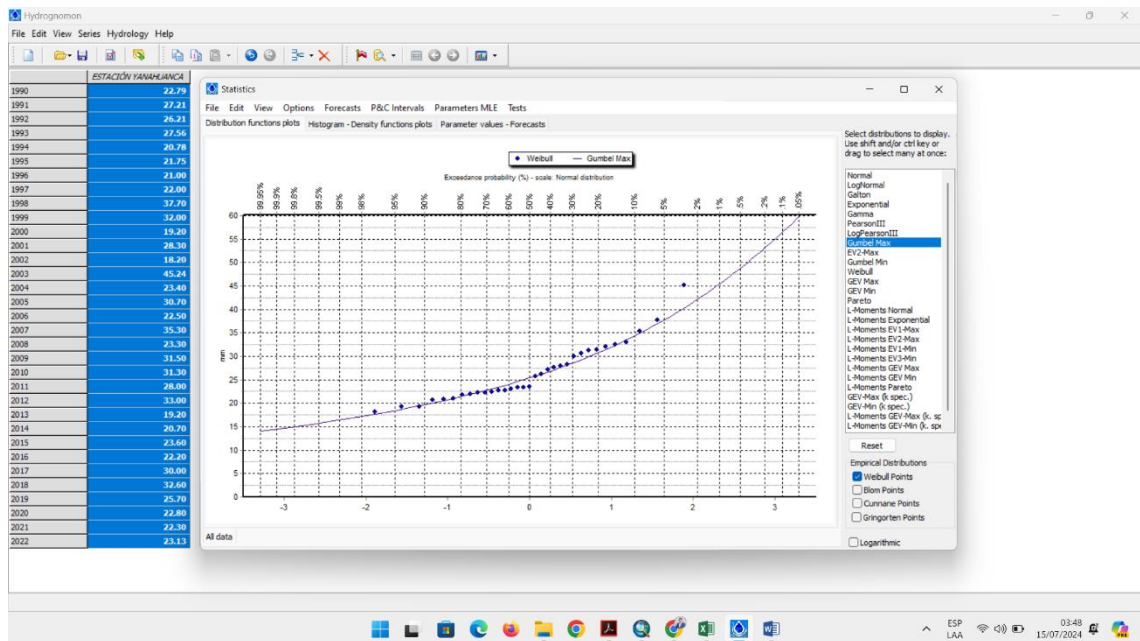 Hydrognomon
File Edit View Series Hydrology Help
ESTACIÓN YANAHUANCA
1990 22.79
1991 27.21
1992 26.21
1993 27.56
1994 20.78
1995 21.75
1996 21.00
1997 22.00
1998 37.70
1999 32.00
2000 19.20
2001 28.30
2002 18.20
2003 45.24
2004 23.40
2005 30.70
2006 22.50
2007 35.30
2008 23.30
2009 31.50
2010 31.30
2011 28.00
2012 33.00
2013 19.20
2014 20.70
2015 23.60
2016 22.20
2017 30.00
2018 32.60
2019 25.70
2020 22.80
2021 22.30
2022 23.13
Statistics
File Edit View Options Forecasts P&C Intervals Parameters MLE Tests
Distribution functions plots Histogram - Density functions plots Parameter values - Forecasts
Weibull Gumbel Max
Exceedance probability (%) - scale: Normal distribution
99.95% 99.9% 99.8% 99.5% 99% 98% 95% 90% 80% 70% 60% 50% 40% 30% 20% 10% 5% 2% 1% .5% .2% .1% .05%
60
55
50
45
40
35
30
25
20
15
10
5
0
mm
-3 -2 -1 0 1 2 3
All data
Select distributions to display.
Use shift and/or ctrl key or
drag to select many at once:
Normal
LogNormal
Galton
Exponential
Gamma
PearsonIII
LogPearsonIII
Gumbel Max
EV2-Max
Gumbel Min
Weibull
GEV Max
GEV Min
Pareto
L-Moments Normal
L-Moments Exponential
L-Moments EV1-Max
L-Moments EV2-Max
L-Moments EV1-Min
L-Moments EV3-Min
L-Moments GEV Max
L-Moments GEV Min
L-Moments Pareto
GEV-Max (k spec.)
GEV-Min (k spec.)
L-Moments GEV-Max (k. sp
L-Moments GEV-Min (k. spe
Reset
Empirical Distributions
Weibull Points
Blom Points
Cunnane Points
Gringorten Points
Logarithmic
ESP
LAA
03:48
15/07/2024